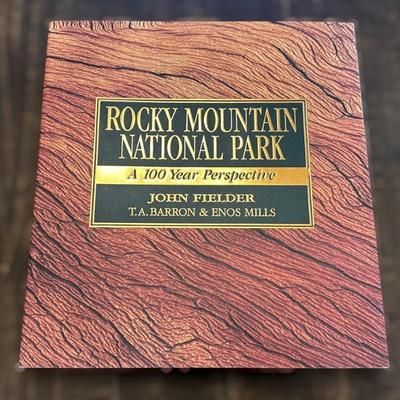 ROCKY MOUNTAIN
NATIONAL PARK
A 100 Year Perspective
JOHN FIELDER
T.A. BARRON & ENOS MILLS